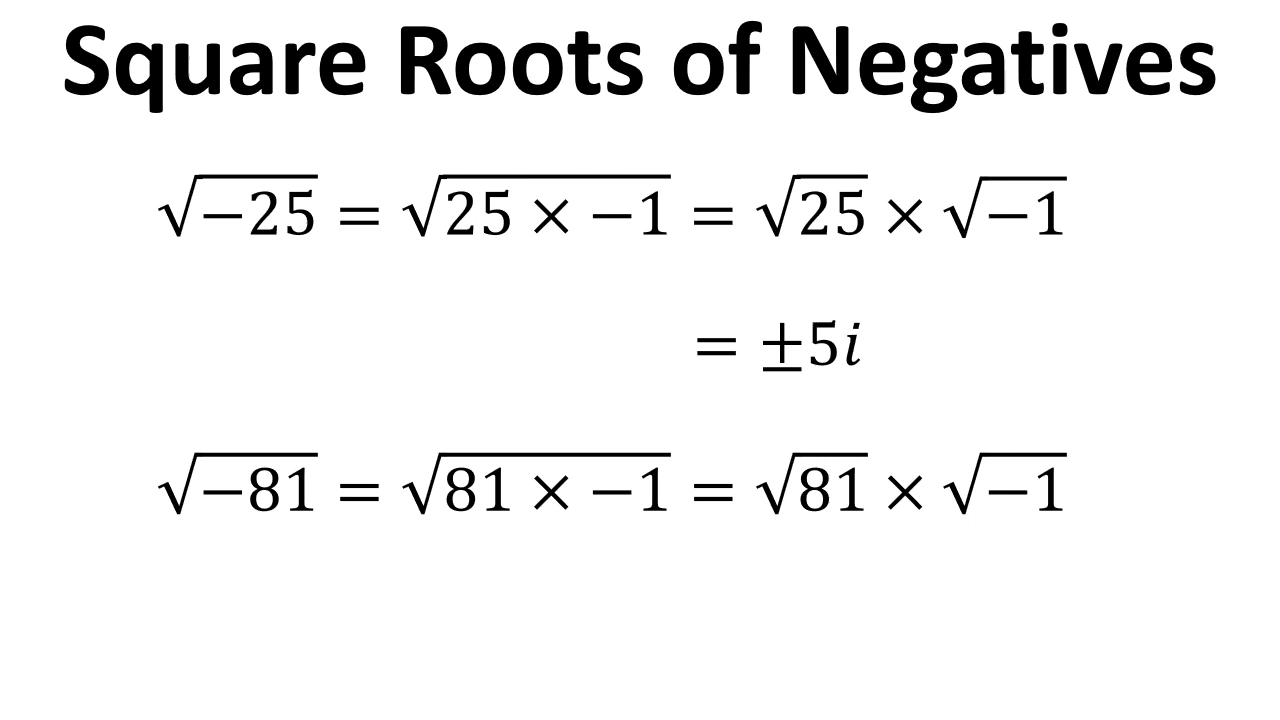 Square Roots of Negatives
√−25 = √25 × −1 = √25 × √−1
= ±5i
√−81 = √81 × −1 = √81 × √−1